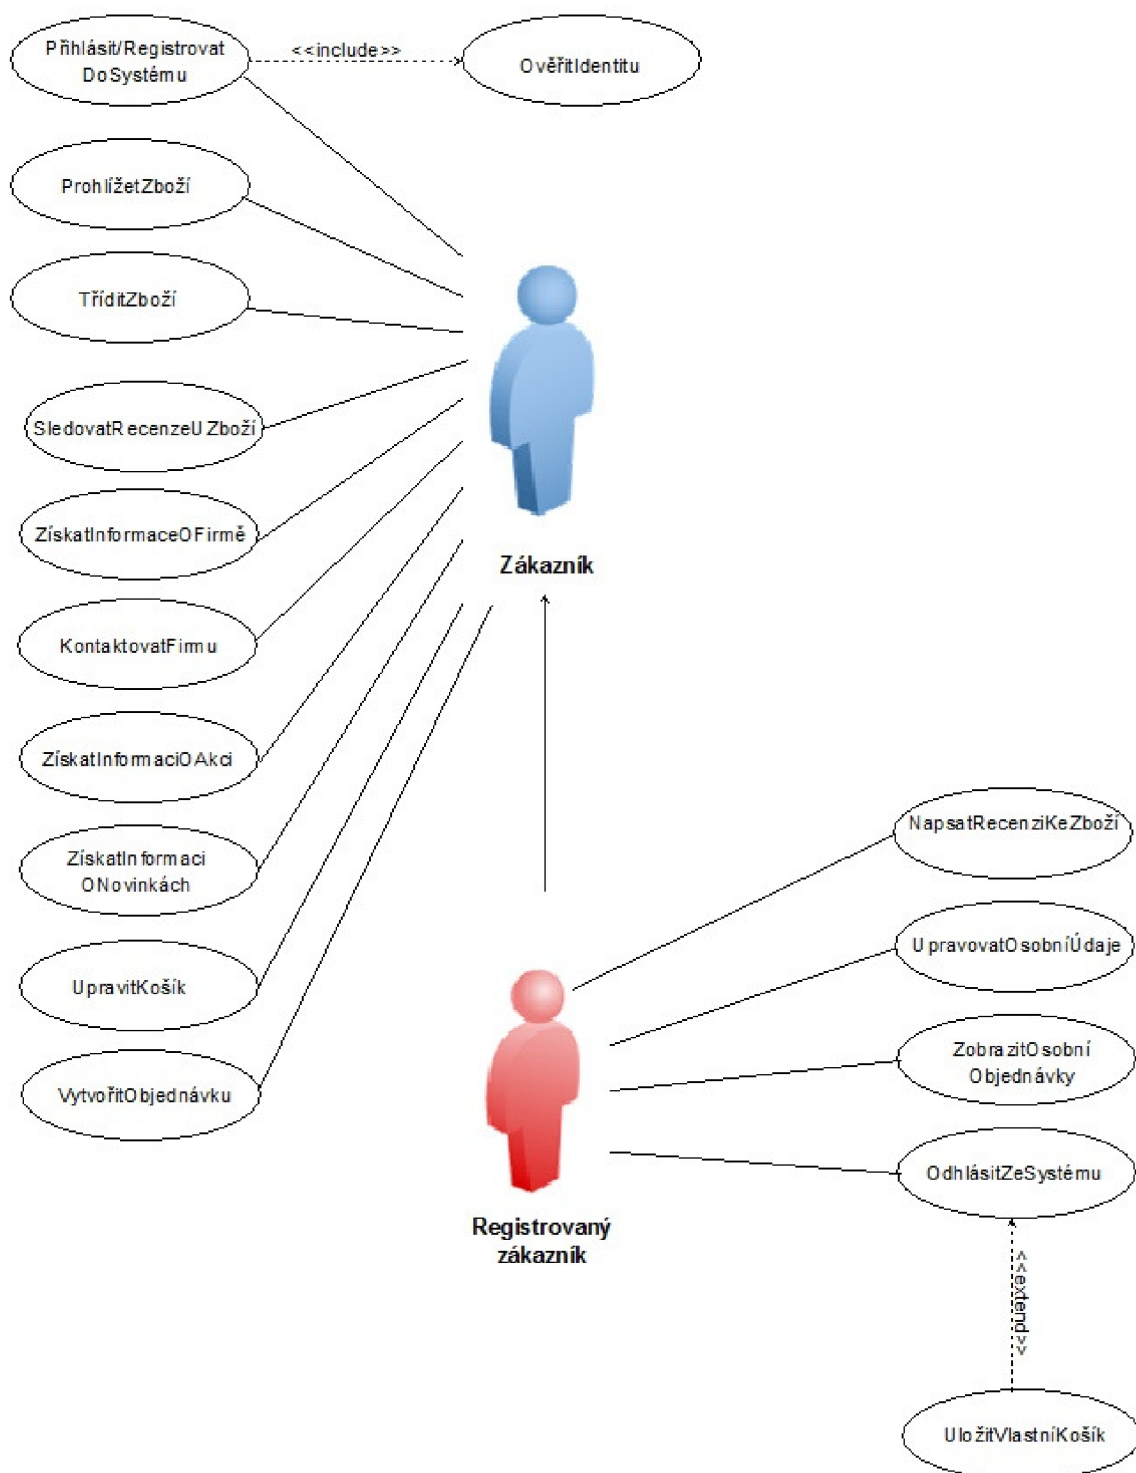 Přihlásit/Registrovat
DoSystému
<<include>>
OvěřitIdentitu
ProhlížetZboží
TříditZboží
SledovatRecenzeUZboží
ZískatInformaceOFirmě
Zákazník
KontaktovatFirmu
ZískatInformaciOAkci
ZískatInformaci
ONovinkách
UpravitKošík
VytvořitObjednávku
NapsatRecenziKeZboží
UpravovatOsobníÚdaje
ZobrazitOsobní
Objednávky
OdhlásitZeSystému
Registrovaný
zákazník
<<extend>>
UložitVlastníKošík